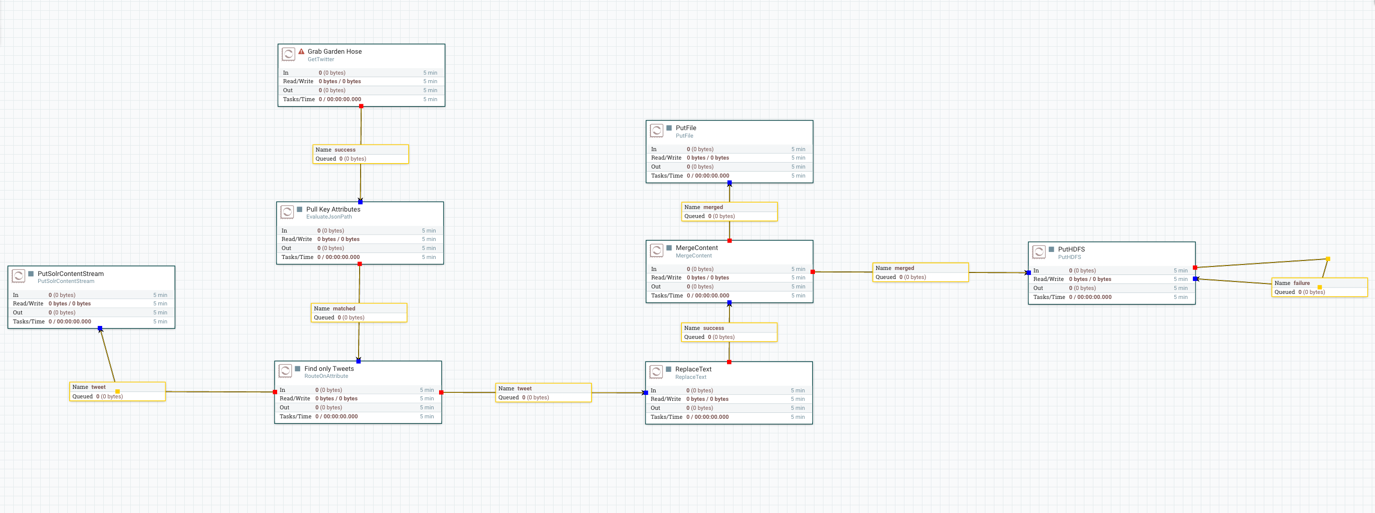 Grab Garden Hose
GetTwitter
In 0 (0 bytes) 5 min
Read/Write 0 bytes / 0 bytes 5 min
Out 0 (0 bytes) 5 min
Tasks/Time 0 / 00:00:00.000 5 min
Name success
Queued 0 (0 bytes)
Pull Key Attributes
EvaluateJsonPath
In 0 (0 bytes) 5 min
Read/Write 0 bytes / 0 bytes 5 min
Out 0 (0 bytes) 5 min
Tasks/Time 0 / 00:00:00.000 5 min
Name matched
Queued 0 (0 bytes)
Find only Tweets
RouteOnAttribute
In 0 (0 bytes) 5 min
Read/Write 0 bytes / 0 bytes 5 min
Out 0 (0 bytes) 5 min
Tasks/Time 0 / 00:00:00.000 5 min
Name tweet
Queued 0 (0 bytes)
PutSolrContentStream
PutSolrContentStream
In 0 (0 bytes) 5 min
Read/Write 0 bytes / 0 bytes 5 min
Out 0 (0 bytes) 5 min
Tasks/Time 0 / 00:00:00.000 5 min
Name tweet
Queued 0 (0 bytes)
ReplaceText
ReplaceText
In 0 (0 bytes) 5 min
Read/Write 0 bytes / 0 bytes 5 min
Out 0 (0 bytes) 5 min
Tasks/Time 0 / 00:00:00.000 5 min
Name success
Queued 0 (0 bytes)
MergeContent
MergeContent
In 0 (0 bytes) 5 min
Read/Write 0 bytes / 0 bytes 5 min
Out 0 (0 bytes) 5 min
Tasks/Time 0 / 00:00:00.000 5 min
Name merged
Queued 0 (0 bytes)
PutFile
PutFile
In 0 (0 bytes) 5 min
Read/Write 0 bytes / 0 bytes 5 min
Out 0 (0 bytes) 5 min
Tasks/Time 0 / 00:00:00.000 5 min
Name merged
Queued 0 (0 bytes)
PutHDFS
PutHDFS
In 0 (0 bytes) 5 min
Read/Write 0 bytes / 0 bytes 5 min
Out 0 (0 bytes) 5 min
Tasks/Time 0 / 00:00:00.000 5 min
Name failure
Queued 0 (0 bytes)